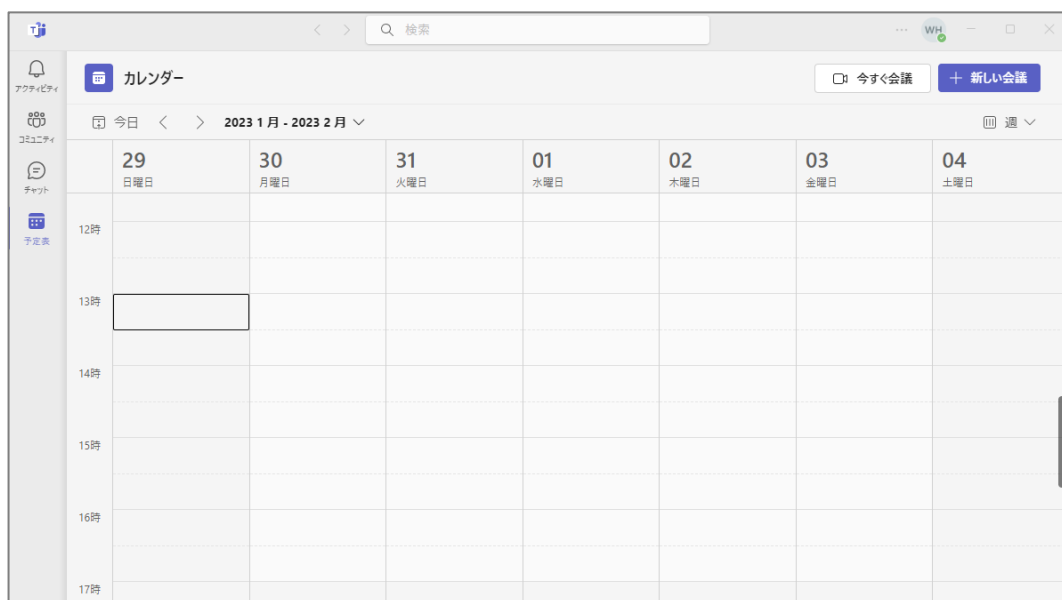 検索
WH
アクティビティ
コミュニティ
チャット
予定表
カレンダー
今すぐ会議
新しい会議
今日
2023 1 月 - 2023 2 月
週
29 30 31 01 02 03 04
日曜日 月曜日 火曜日 水曜日 木曜日 金曜日 土曜日
12時
13時
14時
15時
16時
17時